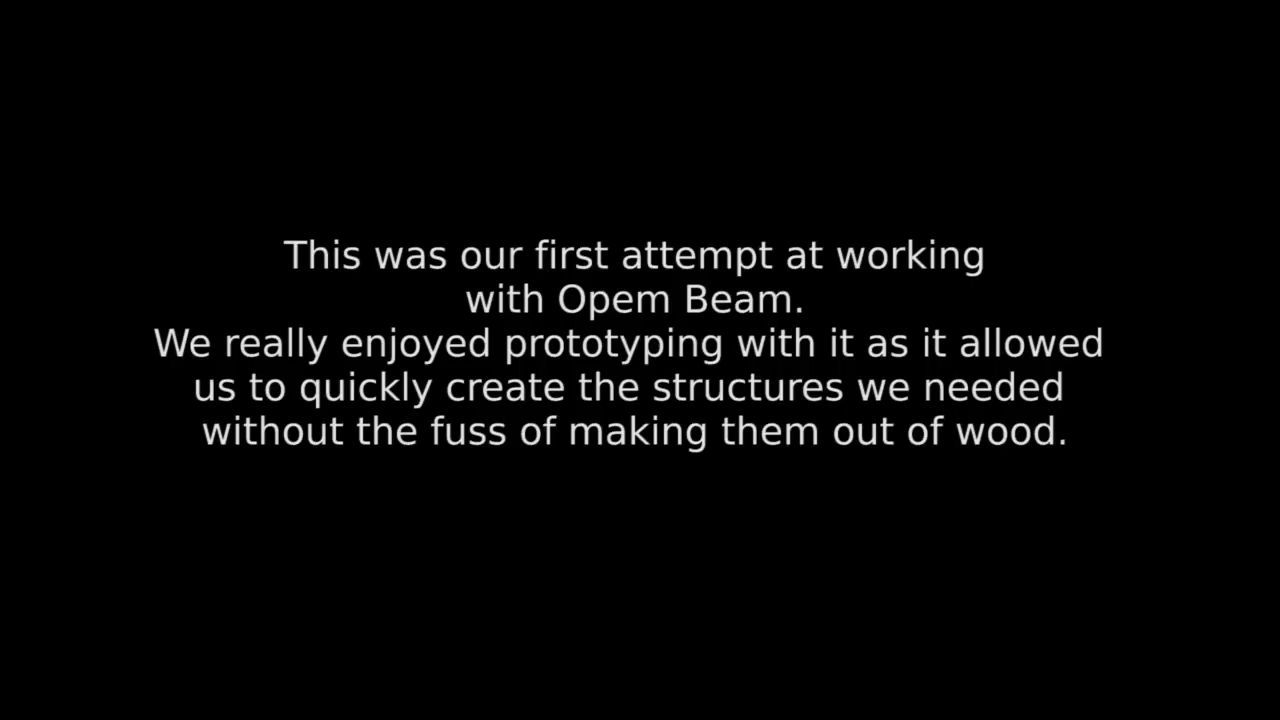 This was our first attempt at working
with Opem Beam.
We really enjoyed prototyping with it as it allowed
us to quickly create the structures we needed
without the fuss of making them out of wood.